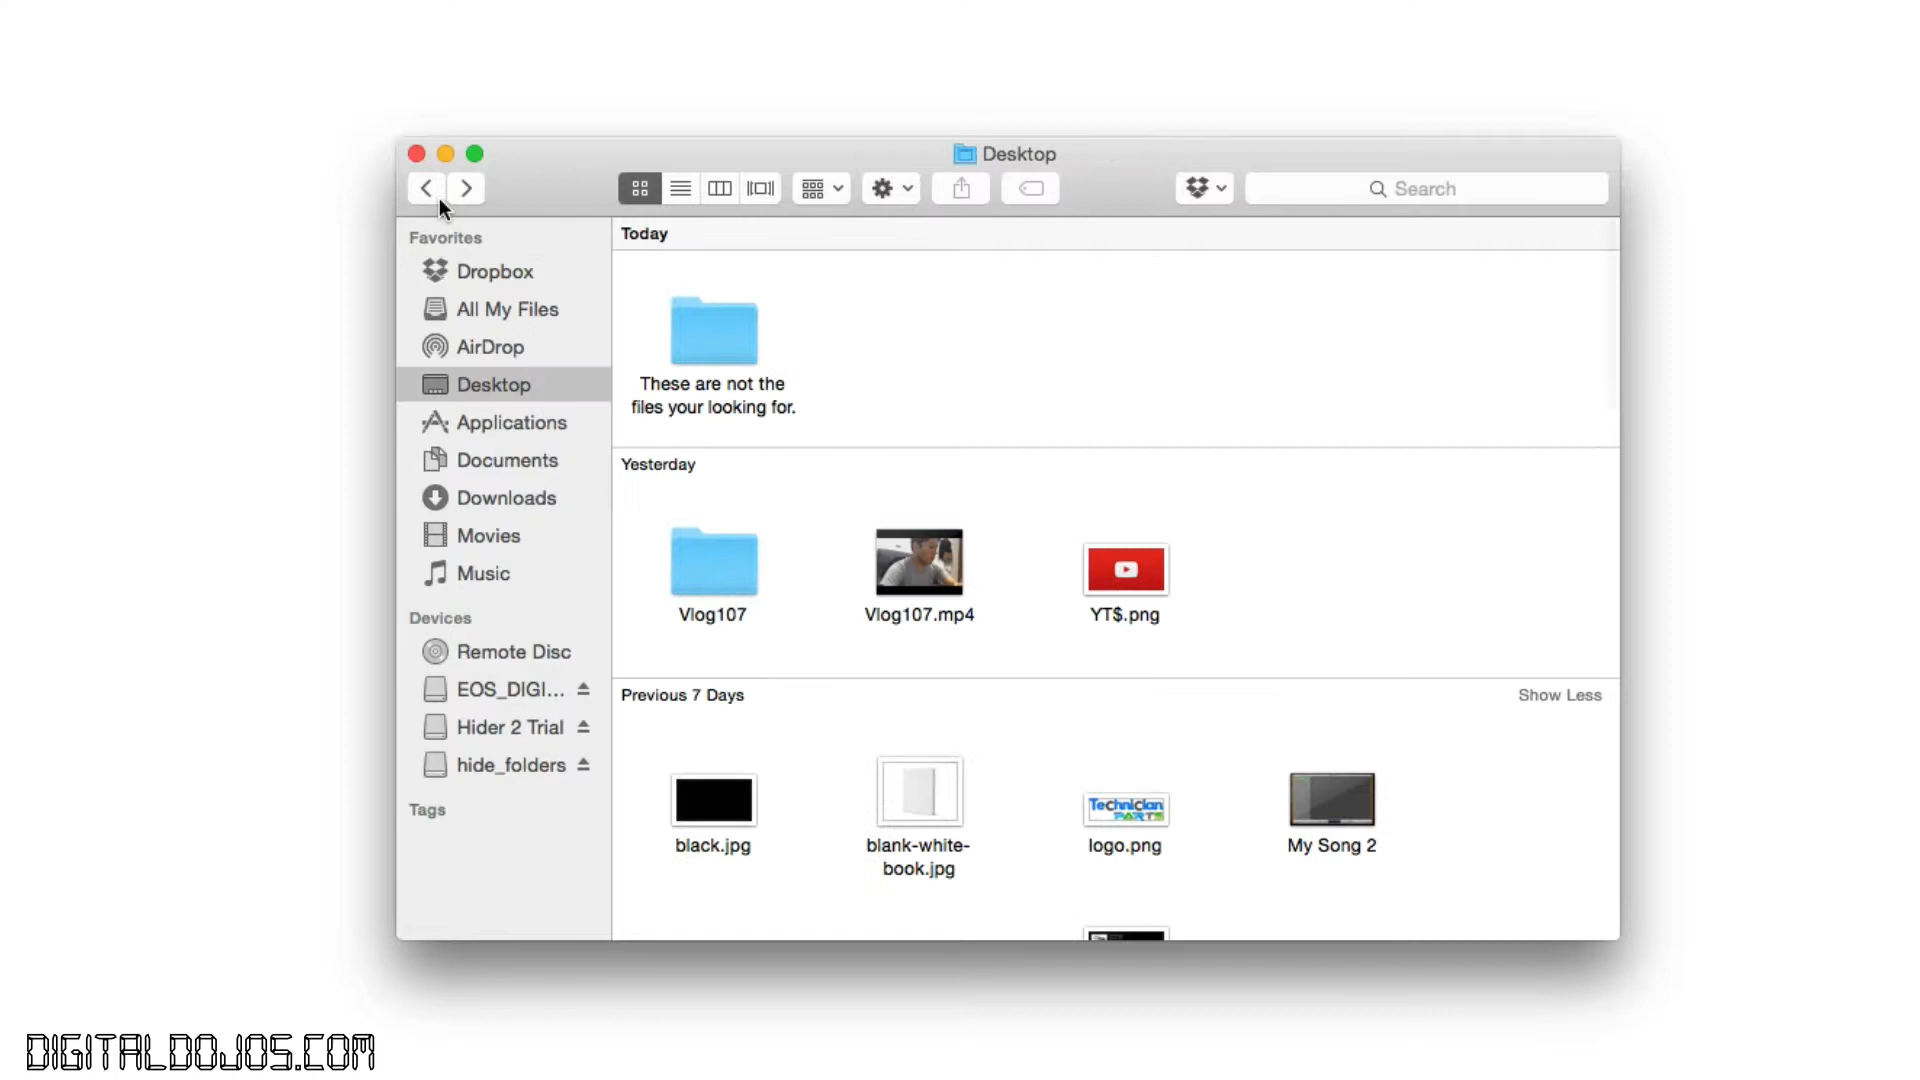 Desktop
Search
Favorites
Dropbox
All My Files
AirDrop
Desktop
Applications
Documents
Downloads
Movies
Music
Devices
Remote Disc
EOS_DIGI...
Hider 2 Trial
hide_folders
Tags
Today
These are not the
files your looking for.
Yesterday
Vlog107
Vlog107.mp4
YT$.png
Previous 7 Days
Show Less
Technician
PARTS
black.jpg
blank-white-
book.jpg
logo.png
My Song 2
DIGITALDOJOS.COM